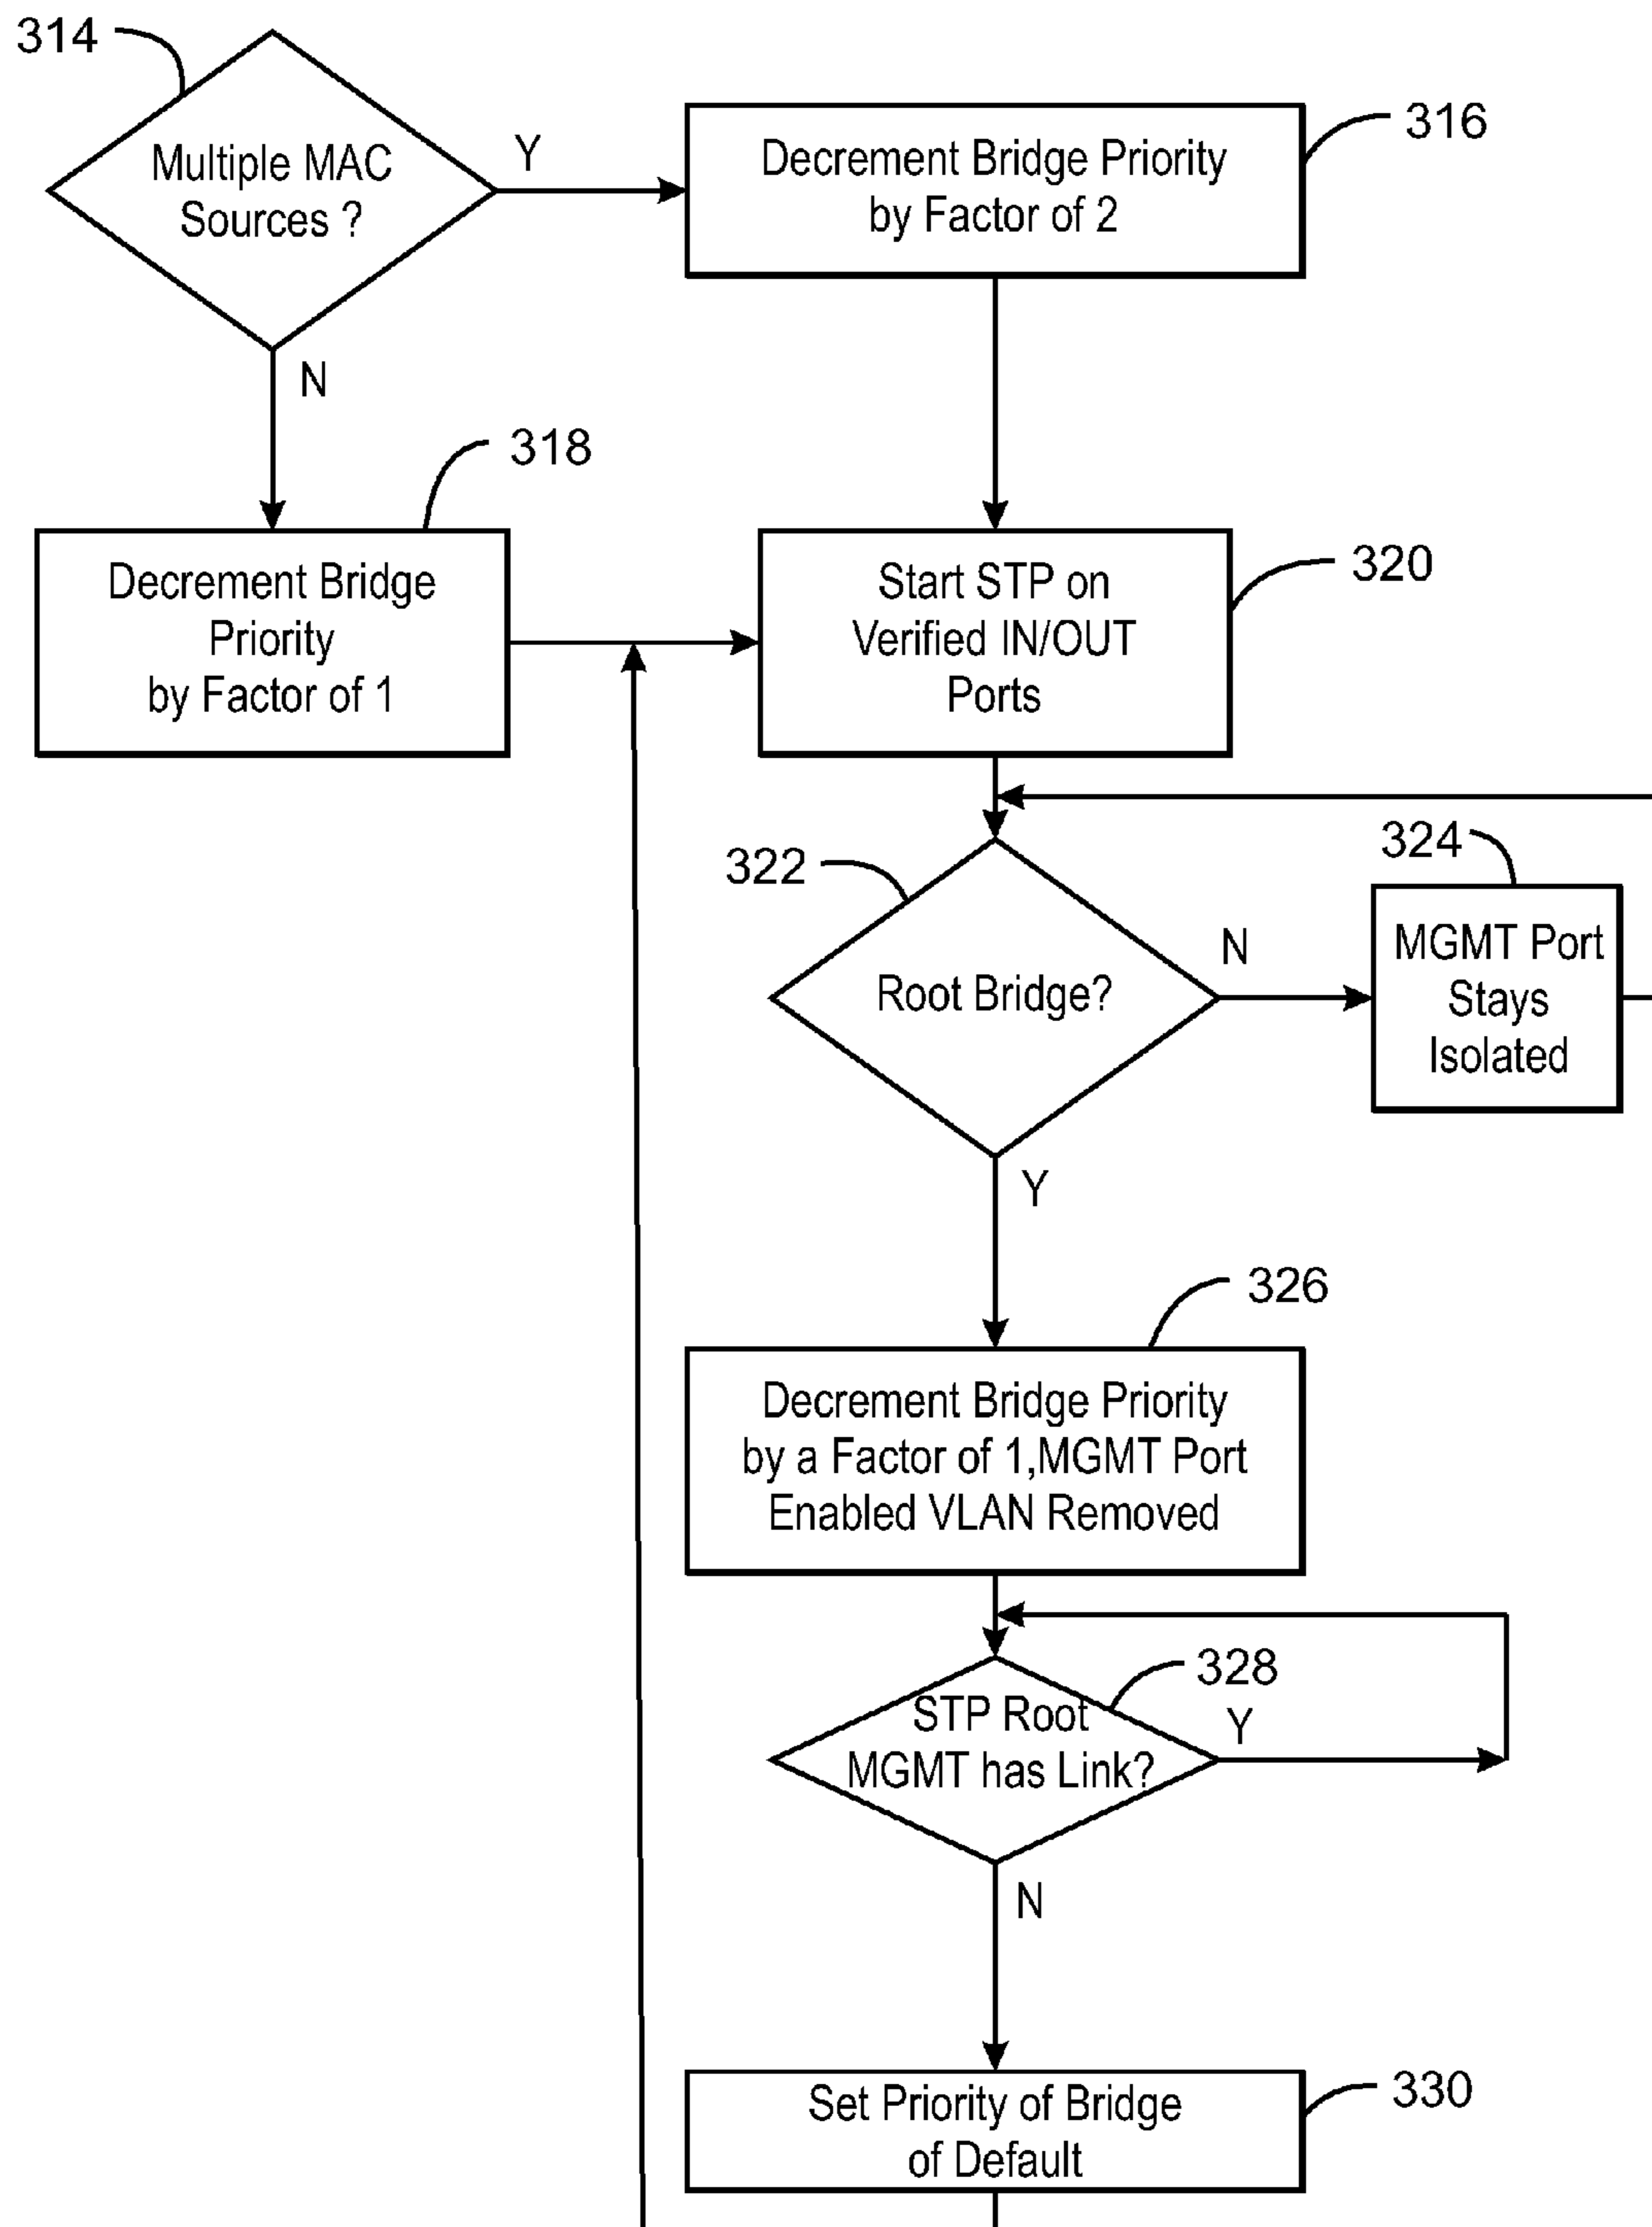 314
Multiple MAC
Sources ?
Y
Decrement Bridge Priority
by Factor of 2
316
N
318
Decrement Bridge
Priority
by Factor of 1
Start STP on
Verified IN/OUT
Ports
320
322
Root Bridge?
N
324
MGMT Port
Stays
Isolated
Y
326
Decrement Bridge Priority
by a Factor of 1,MGMT Port
Enabled VLAN Removed
328
STP Root
MGMT has Link?
Y
N
Set Priority of Bridge
of Default
330